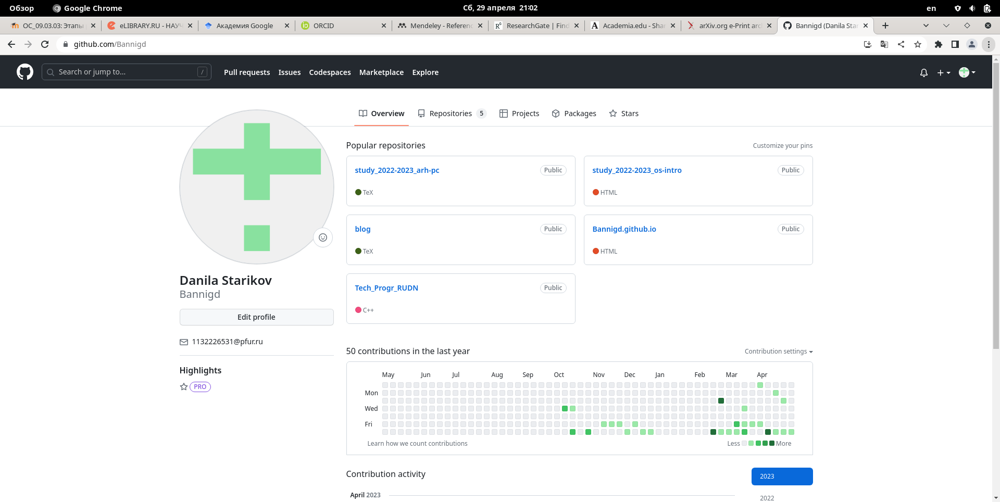 Обзор Google Chrome Сб, 29 апреля 21:02 en
ОС_09.03.03: Этапы eLIBRARY.RU - НАУЧ Академия Google ORCID Mendeley - Referenc ResearchGate | Find Academia.edu - Shar arXiv.org e-Print arc Bannigd (Danila Star
github.com/Bannigd
Search or jump to... / Pull requests Issues Codespaces Marketplace Explore
Overview Repositories 5 Projects Packages Stars
Popular repositories Customize your pins
study_2022-2023_arh-pc Public
TeX
study_2022-2023_os-intro Public
HTML
blog Public
TeX
Bannigd.github.io Public
HTML
Tech_Progr_RUDN Public
C++
Danila Starikov
Bannigd
Edit profile
1132226531@pfur.ru
Highlights
PRO
50 contributions in the last year Contribution settings
May Jun Jul Aug Sep Oct Nov Dec Jan Feb Mar Apr
Mon
Wed
Fri
Learn how we count contributions Less More
Contribution activity 2023
April 2023
2022